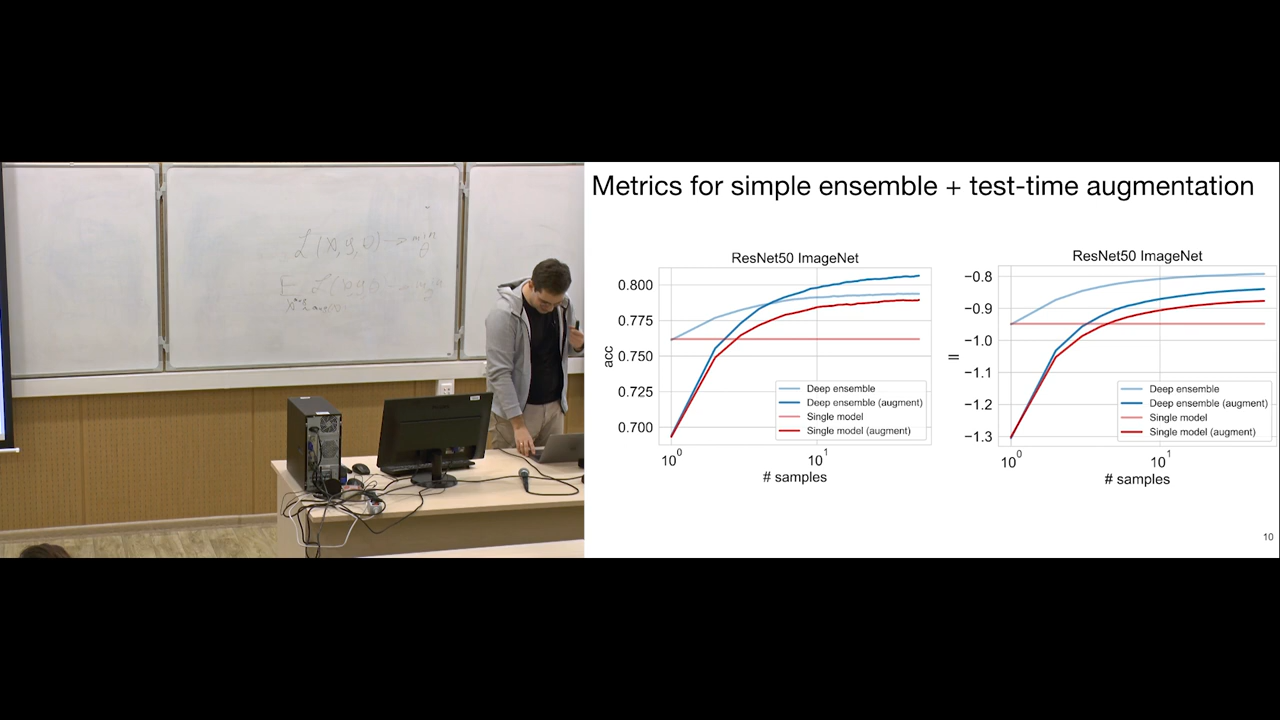 L(x, y, θ) → min
θ
Metrics for simple ensemble + test-time augmentation
ResNet50 ImageNet
acc
0.800
0.775
0.750
0.725
0.700
Deep ensemble
Deep ensemble (augment)
Single model
Single model (augment)
10⁰
10¹
# samples
ResNet50 ImageNet
ll
−0.8
−0.9
−1.0
−1.1
−1.2
−1.3
Deep ensemble
Deep ensemble (augment)
Single model
Single model (augment)
10⁰
10¹
# samples
10